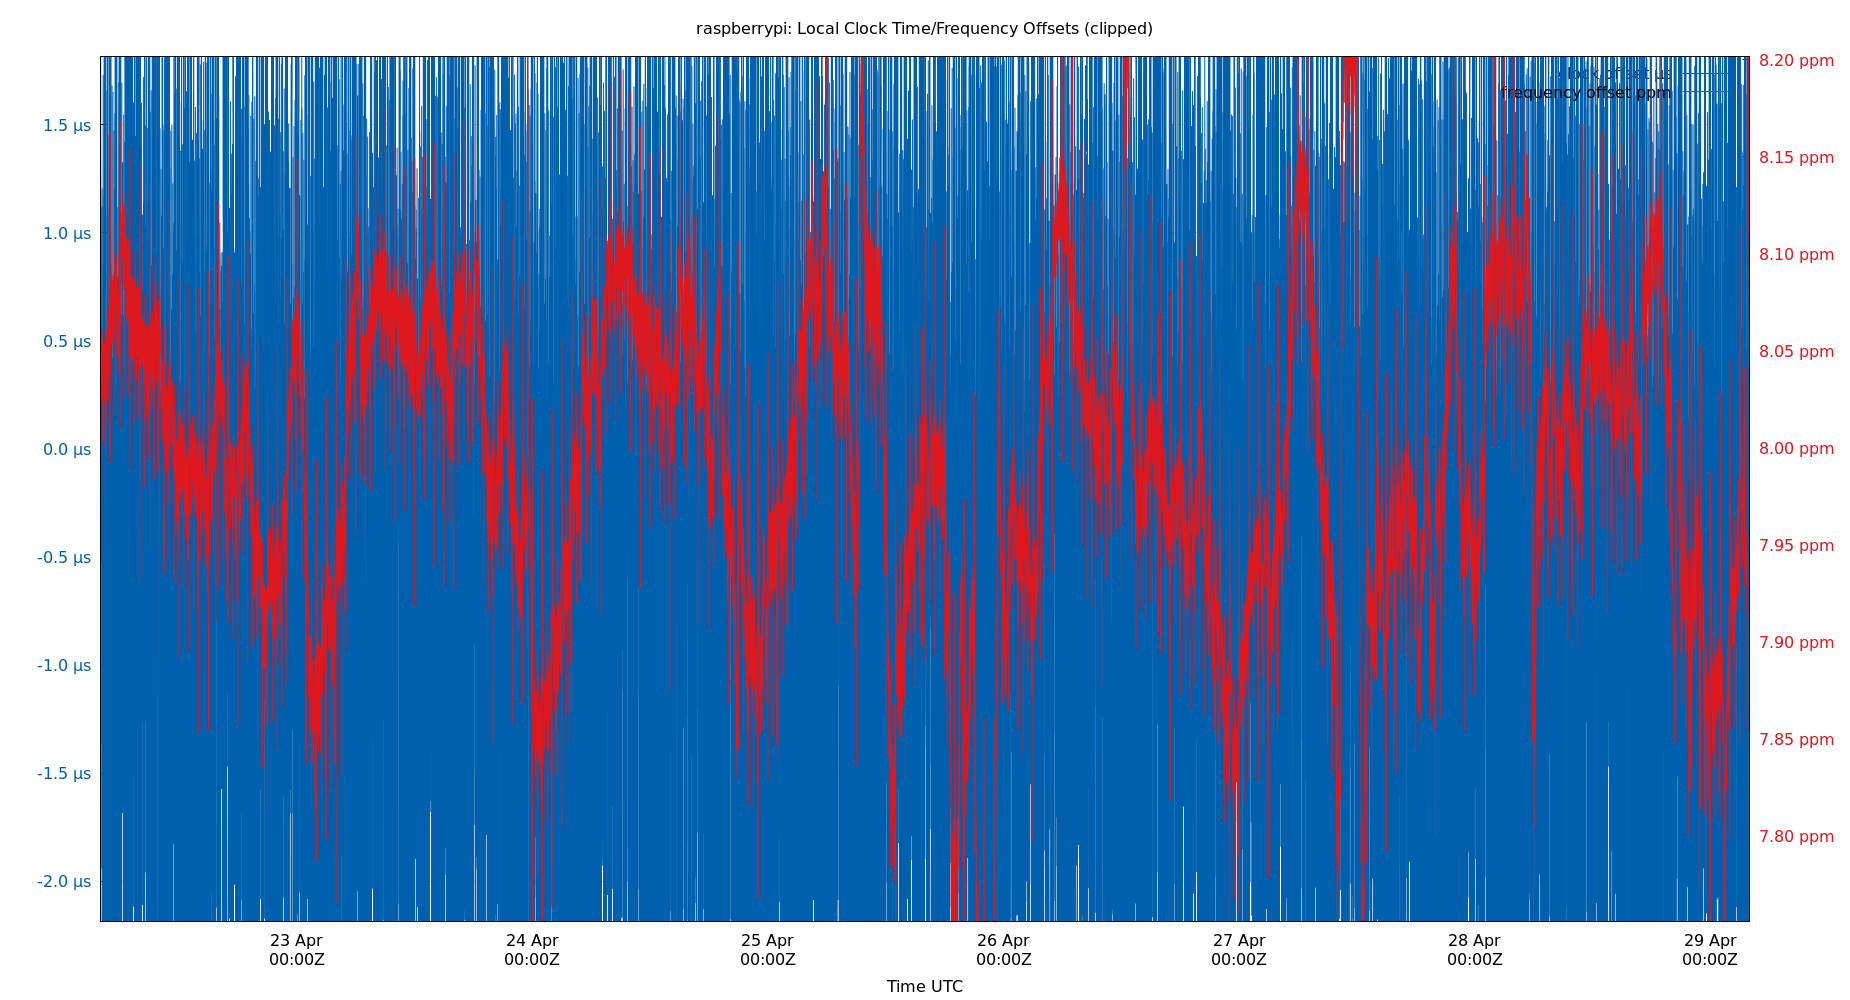 raspberrypi: Local Clock Time/Frequency Offsets (clipped)
clock offset µs
frequency offset ppm
1.5 µs
1.0 µs
0.5 µs
0.0 µs
-0.5 µs
-1.0 µs
-1.5 µs
-2.0 µs
8.20 ppm
8.15 ppm
8.10 ppm
8.05 ppm
8.00 ppm
7.95 ppm
7.90 ppm
7.85 ppm
7.80 ppm
23 Apr 24 Apr 25 Apr 26 Apr 27 Apr 28 Apr 29 Apr
00:00Z 00:00Z 00:00Z 00:00Z 00:00Z 00:00Z 00:00Z
Time UTC